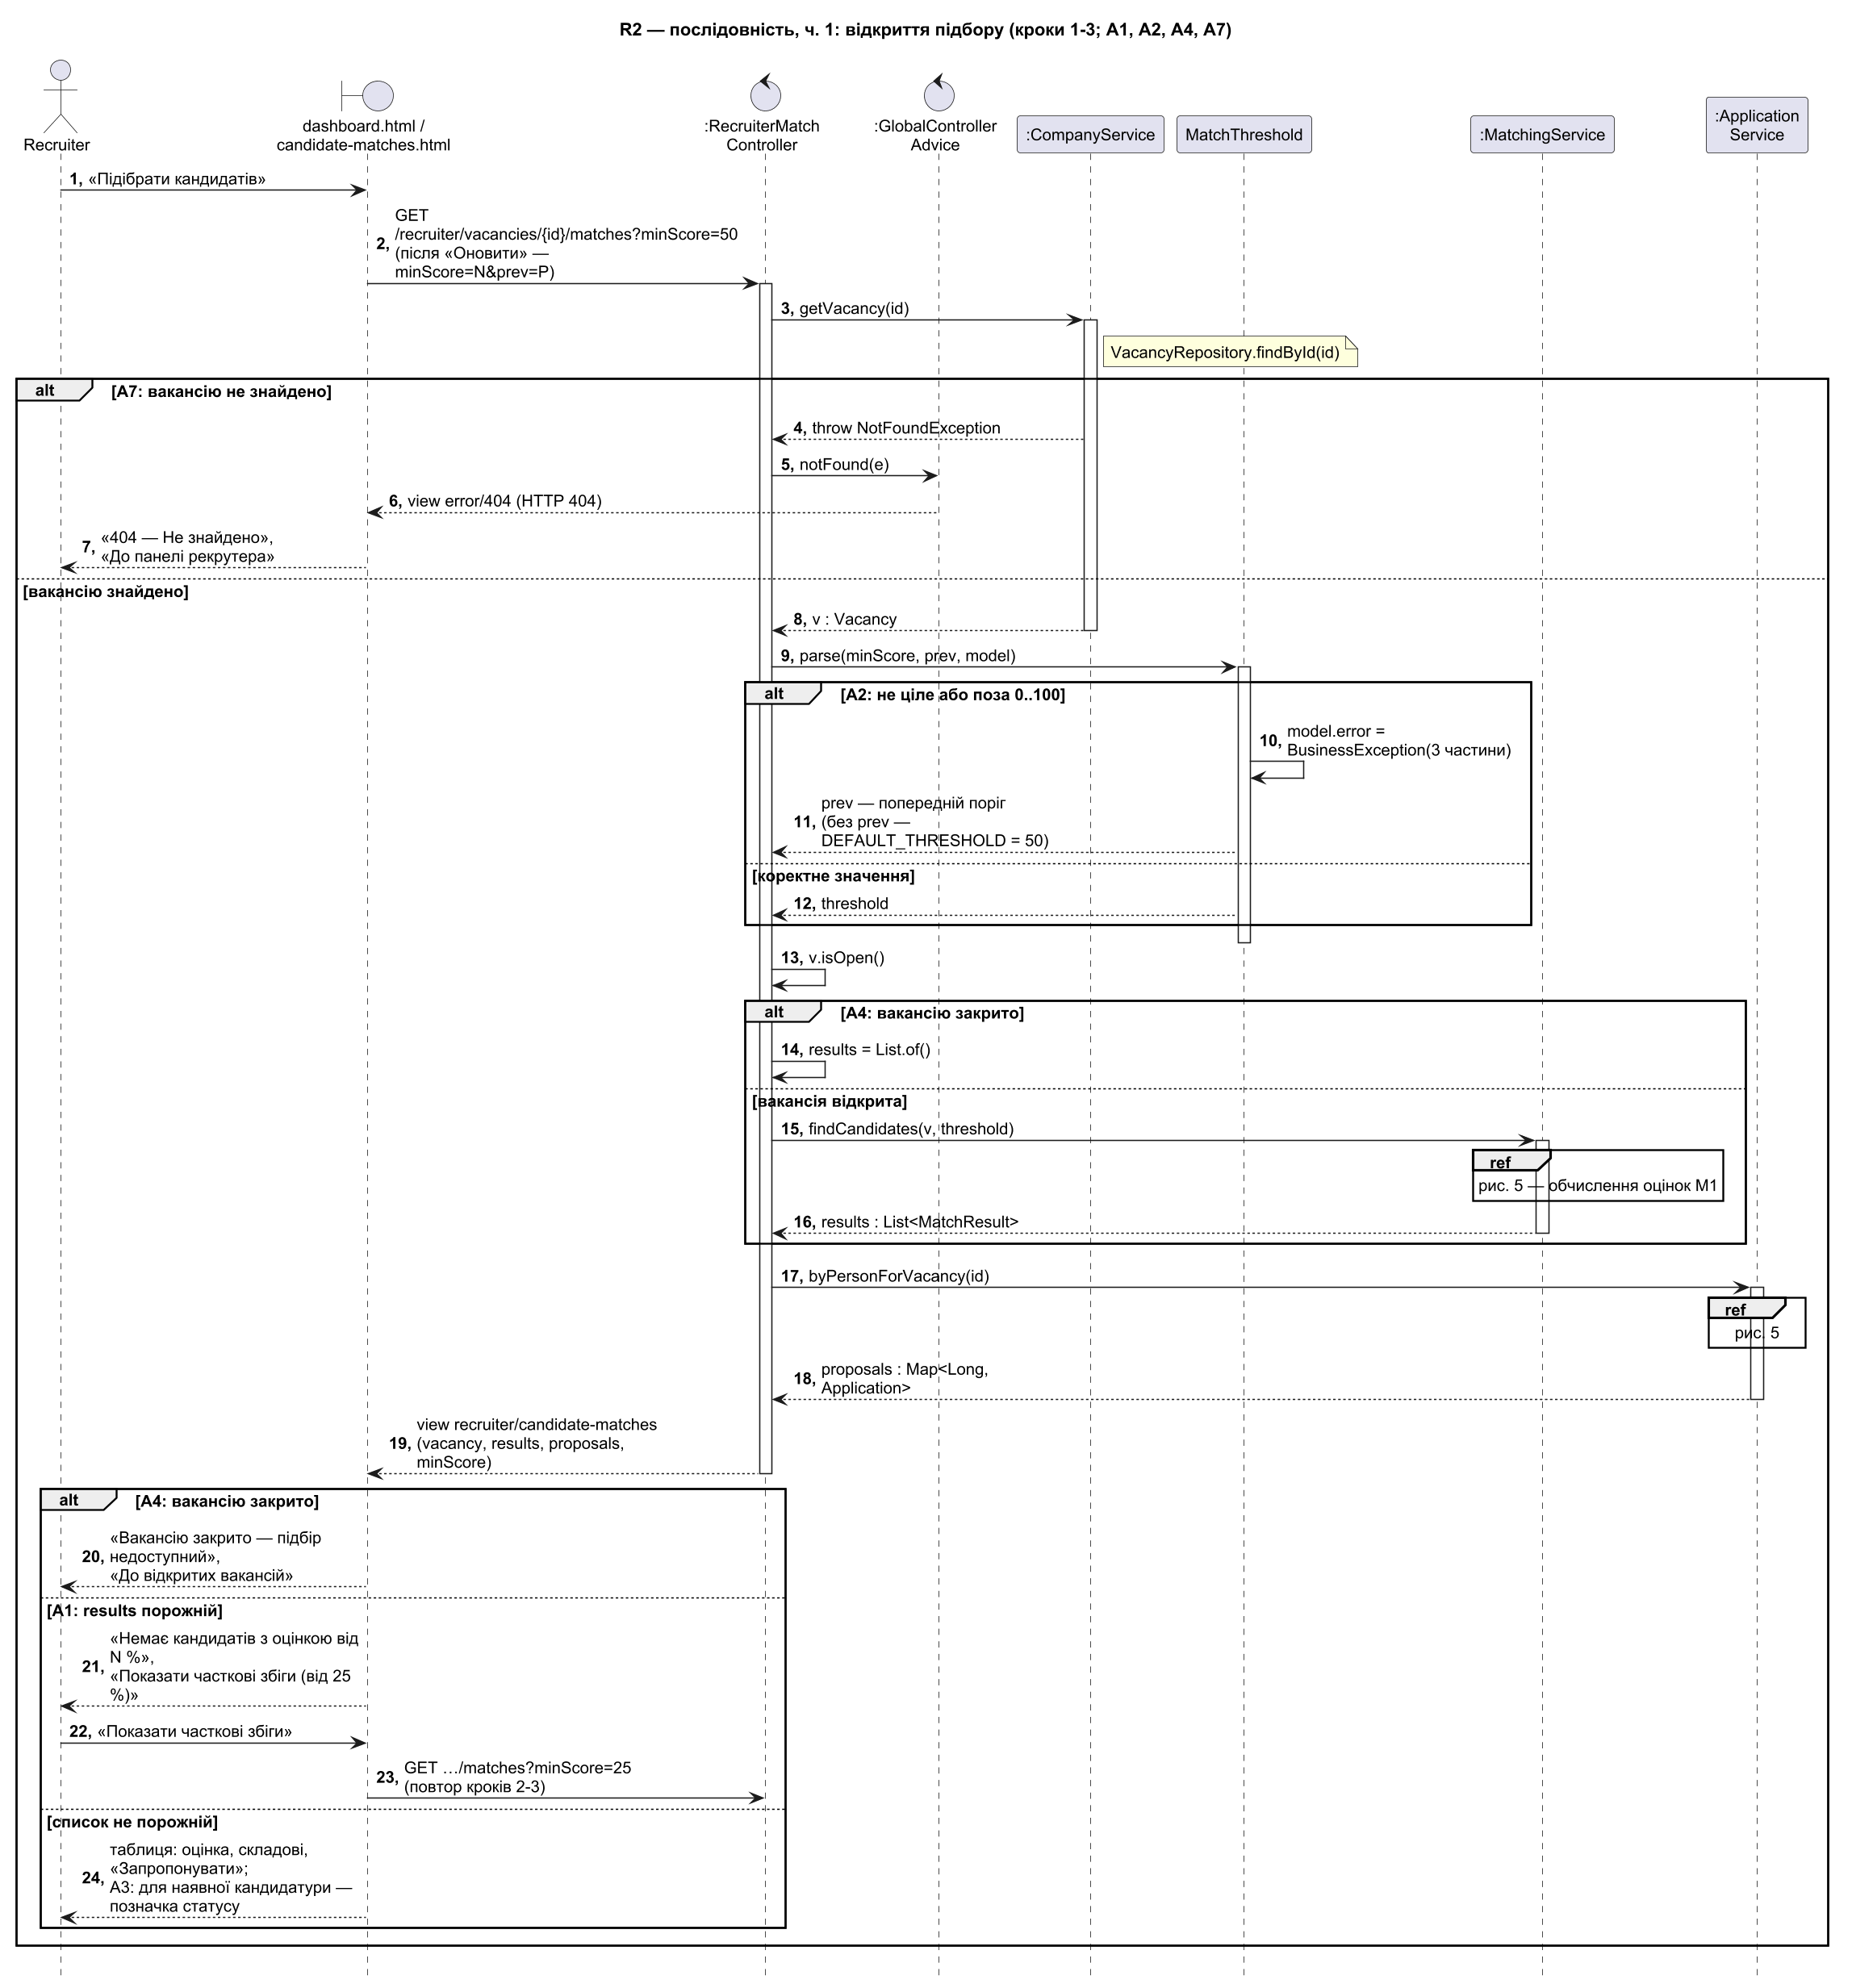 R2 — послідовність, ч. 1: відкриття підбору (кроки 1-3; A1, A2, A4, A7)
Recruiter
dashboard.html /
candidate-matches.html
:RecruiterMatch
Controller
:GlobalController
Advice
:CompanyService
MatchThreshold
:MatchingService
:Application
Service
1, «Підібрати кандидатів»
GET
/recruiter/vacancies/{id}/matches?minScore=50
2,
(після «Оновити» —
minScore=N&prev=P)
3, getVacancy(id)
VacancyRepository.findById(id)
alt [A7: вакансію не знайдено]
4, throw NotFoundException
5, notFound(e)
6, view error/404 (HTTP 404)
7, «404 — Не знайдено»,
«До панелі рекрутера»
[вакансію знайдено]
8, v : Vacancy
9, parse(minScore, prev, model)
alt [A2: не ціле або поза 0..100]
10, model.error =
BusinessException(3 частини)
prev — попередній поріг
11, (без prev —
DEFAULT_THRESHOLD = 50)
[коректне значення]
12, threshold
13, v.isOpen()
alt [A4: вакансію закрито]
14, results = List.of()
[вакансія відкрита]
15, findCandidates(v, threshold)
ref
рис. 5 — обчислення оцінок M1
16, results : List<MatchResult>
17, byPersonForVacancy(id)
ref
рис. 5
18, proposals : Map<Long,
Application>
view recruiter/candidate-matches
19, (vacancy, results, proposals,
minScore)
alt [A4: вакансію закрито]
«Вакансію закрито — підбір
20, недоступний»,
«До відкритих вакансій»
[A1: results порожній]
«Немає кандидатів з оцінкою від
N %»,
21,
«Показати часткові збіги (від 25
%)»
22, «Показати часткові збіги»
23, GET …/matches?minScore=25
(повтор кроків 2-3)
[список не порожній]
таблиця: оцінка, складові,
«Запропонувати»;
24,
A3: для наявної кандидатури —
позначка статусу